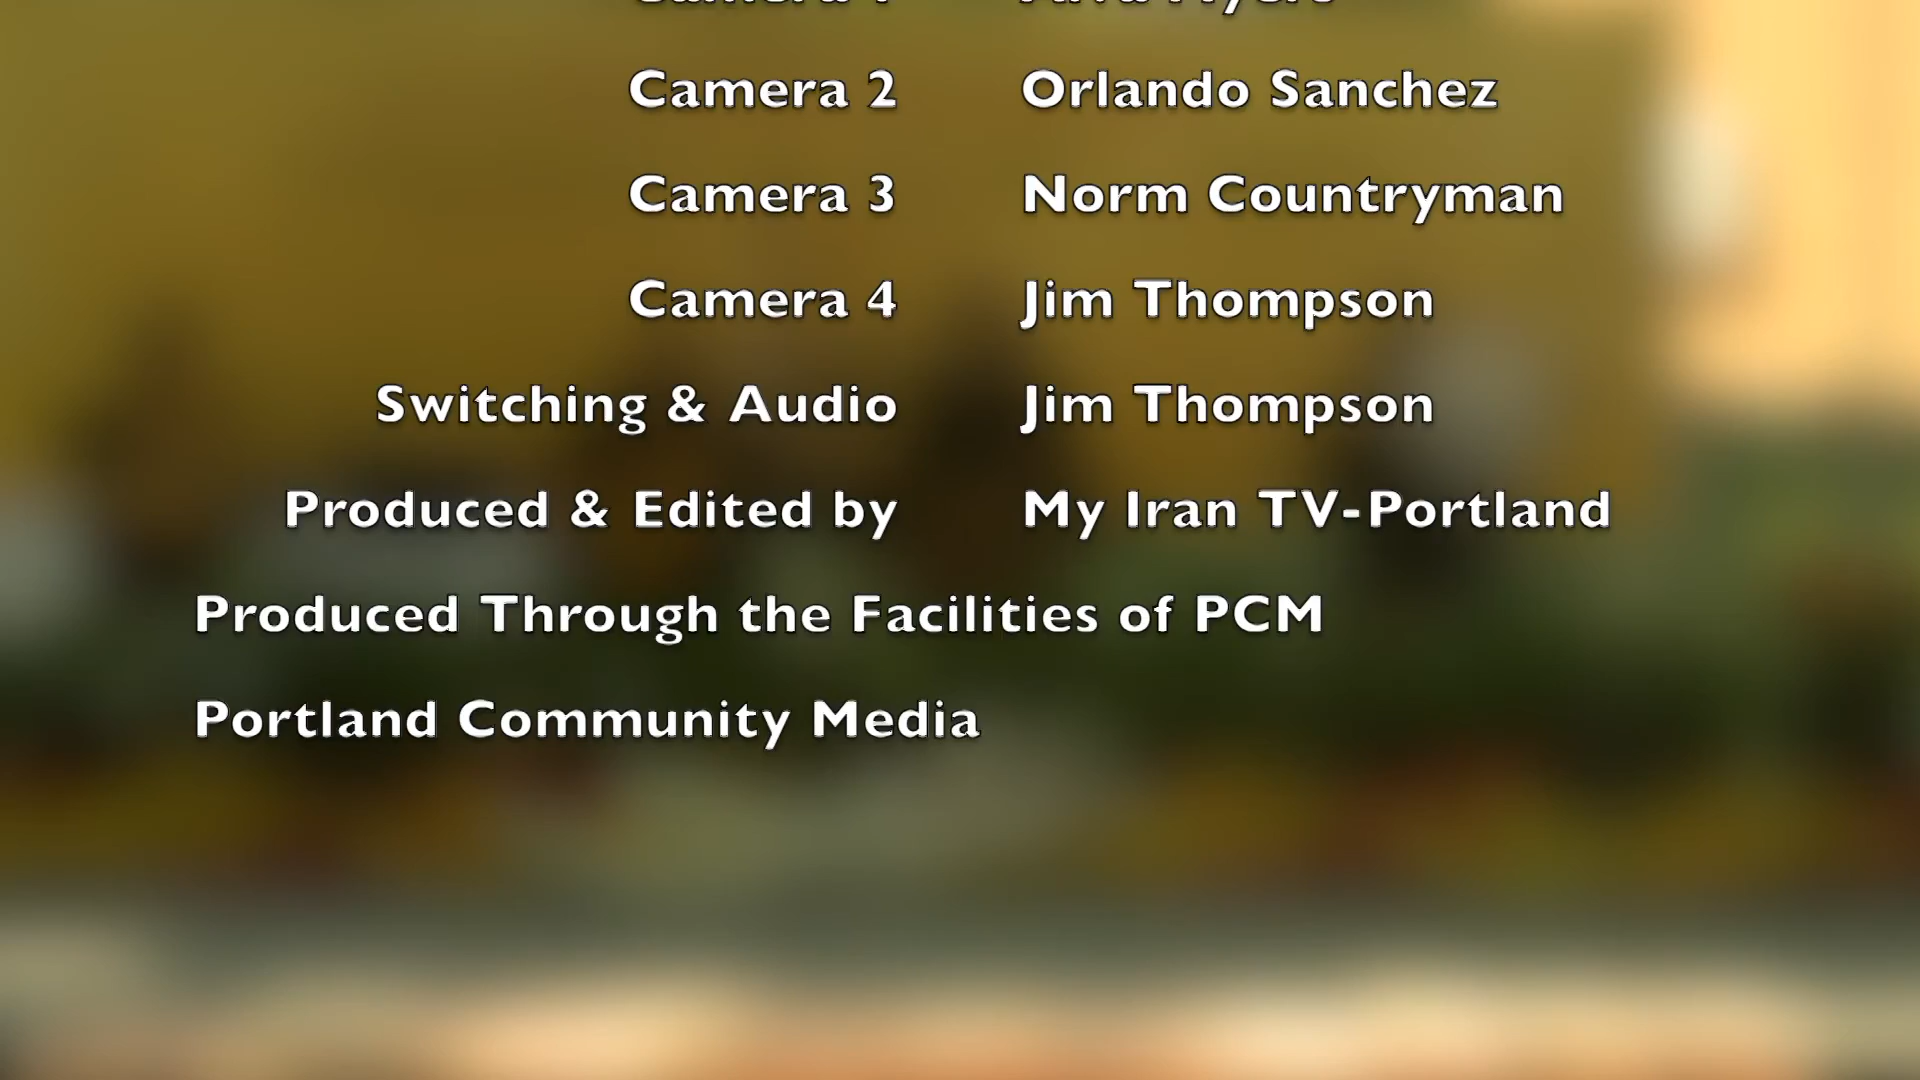 Camera 2 Orlando Sanchez
Camera 3 Norm Countryman
Camera 4 Jim Thompson
Switching & Audio Jim Thompson
Produced & Edited by My Iran TV-Portland
Produced Through the Facilities of PCM
Portland Community Media